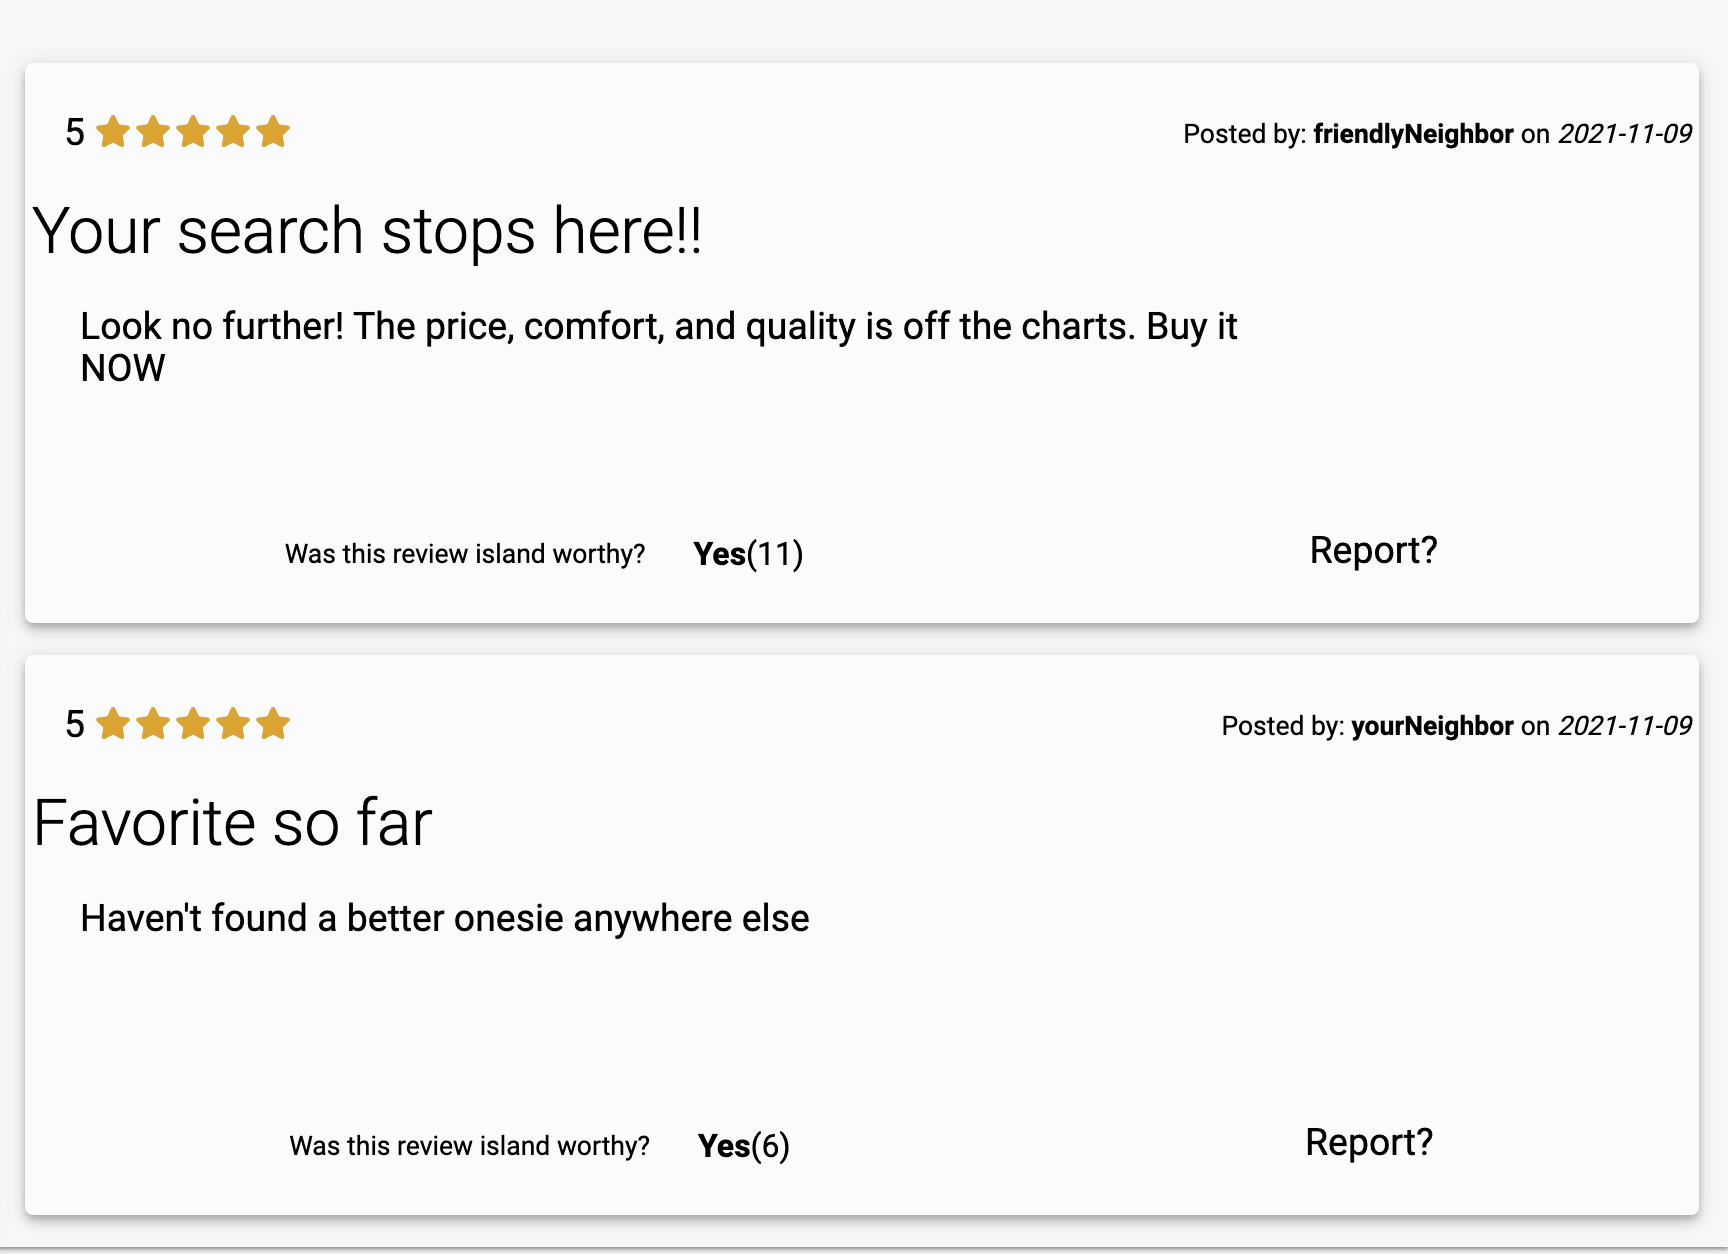 5
Posted by: friendlyNeighbor on 2021-11-09
Your search stops here!!
Look no further! The price, comfort, and quality is off the charts. Buy it
NOW
Was this review island worthy? Yes(11) Report?
5
Posted by: yourNeighbor on 2021-11-09
Favorite so far
Haven't found a better onesie anywhere else
Was this review island worthy? Yes(6) Report?